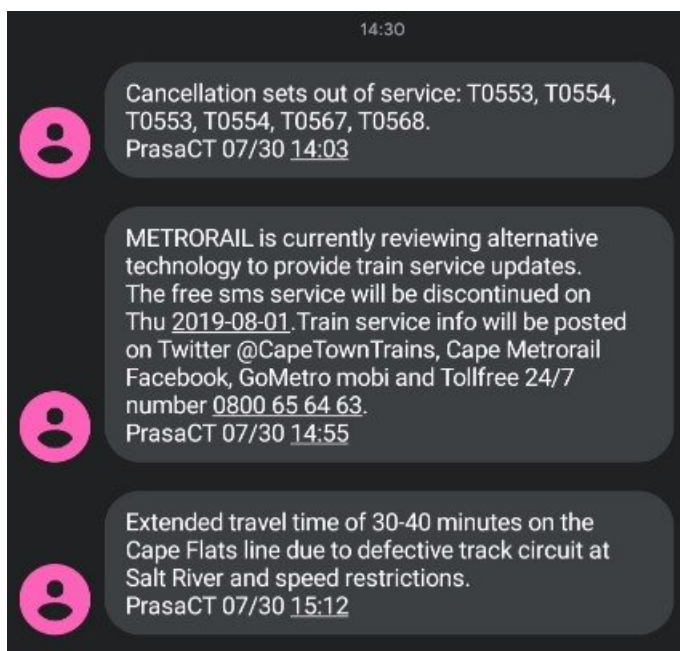 14:30
Cancellation sets out of service: T0553, T0554,
T0553, T0554, T0567, T0568.
PrasaCT 07/30 14:03
METRORAIL is currently reviewing alternative
technology to provide train service updates.
The free sms service will be discontinued on
Thu 2019-08-01.Train service info will be posted
on Twitter @CapeTownTrains, Cape Metrorail
Facebook, GoMetro mobi and Tollfree 24/7
number 0800 65 64 63.
PrasaCT 07/30 14:55
Extended travel time of 30-40 minutes on the
Cape Flats line due to defective track circuit at
Salt River and speed restrictions.
PrasaCT 07/30 15:12